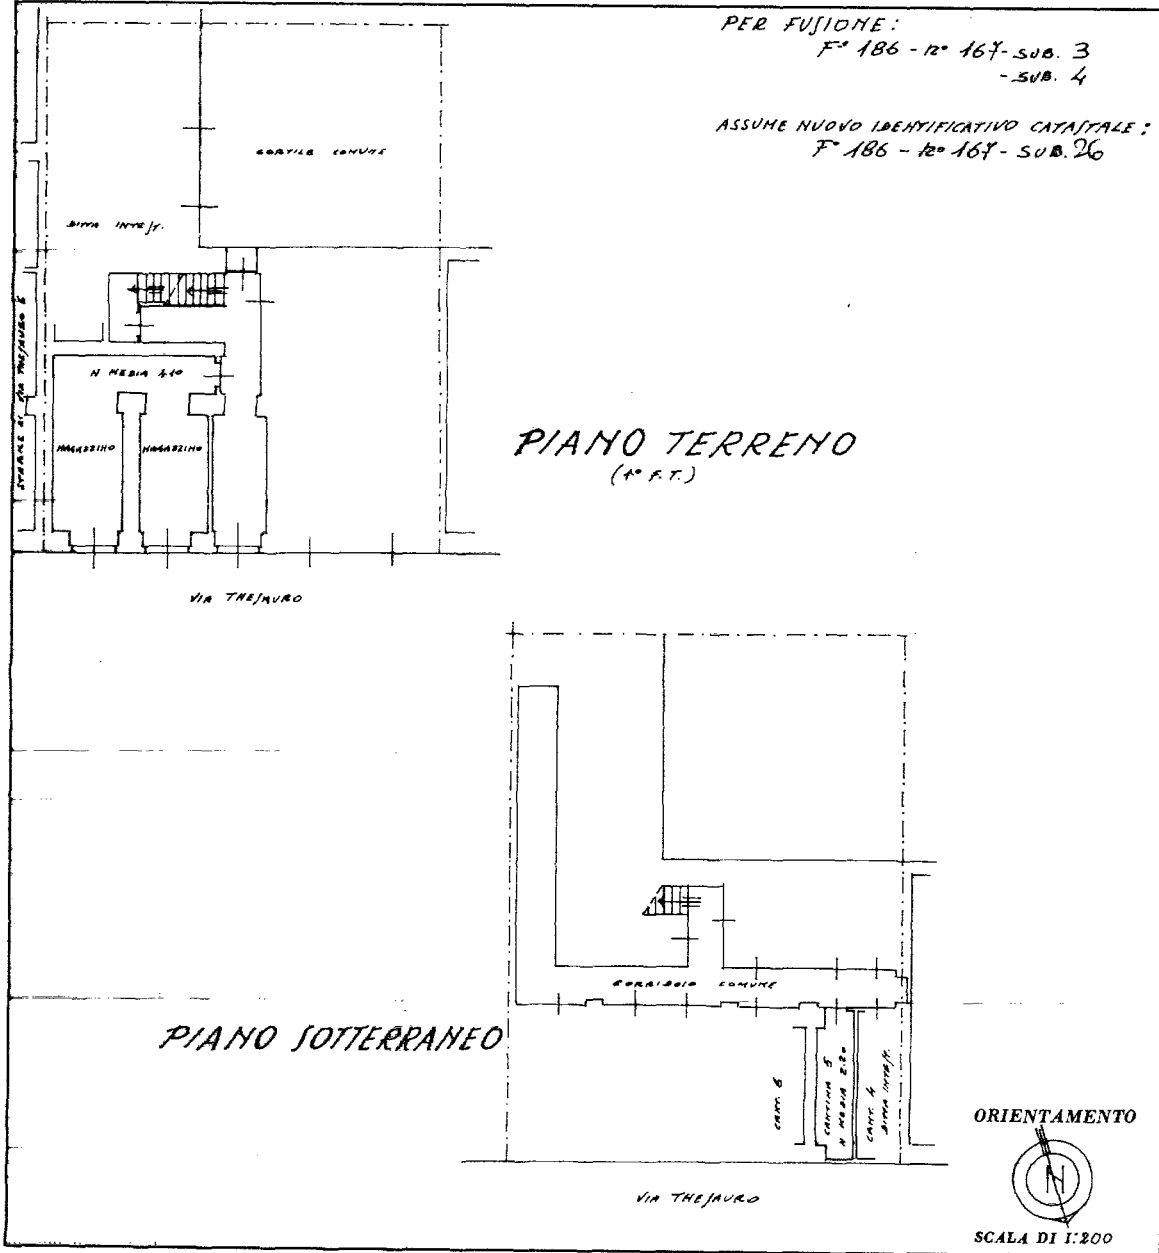 PER FUSIONE:
F° 186 - n° 167 - SUB. 3
- SUB. 4
ASSUME NUOVO IDENTIFICATIVO CATASTALE:
F° 186 - n° 167 - SUB. 26
CORTILE COMUNE
DITTA INTEST.
STABILE DI VIA THESAURO 5
H MEDIA 4.10
MAGAZZINO
MAGAZZINO
PIANO TERRENO
(1° F.T.)
VIA THESAURO
CORRIDOIO COMUNE
PIANO SOTTERRANEO
CANT. 6
CANTINA 5
H MEDIA 2.20
CANT. 4
DITTA INTEST.
VIA THESAURO
ORIENTAMENTO
N
SCALA DI 1:200